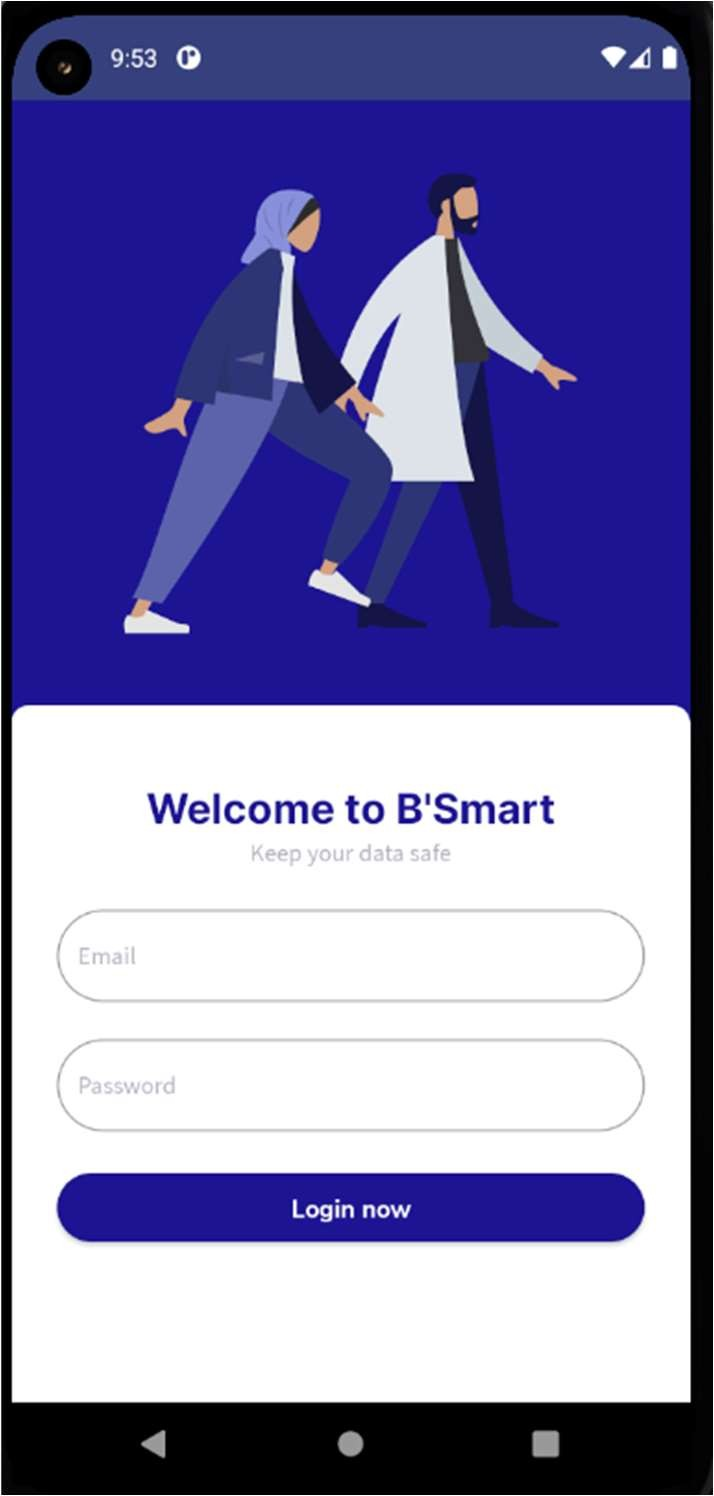 9:53
Welcome to B'Smart
Keep your data safe
Email
Password
Login now